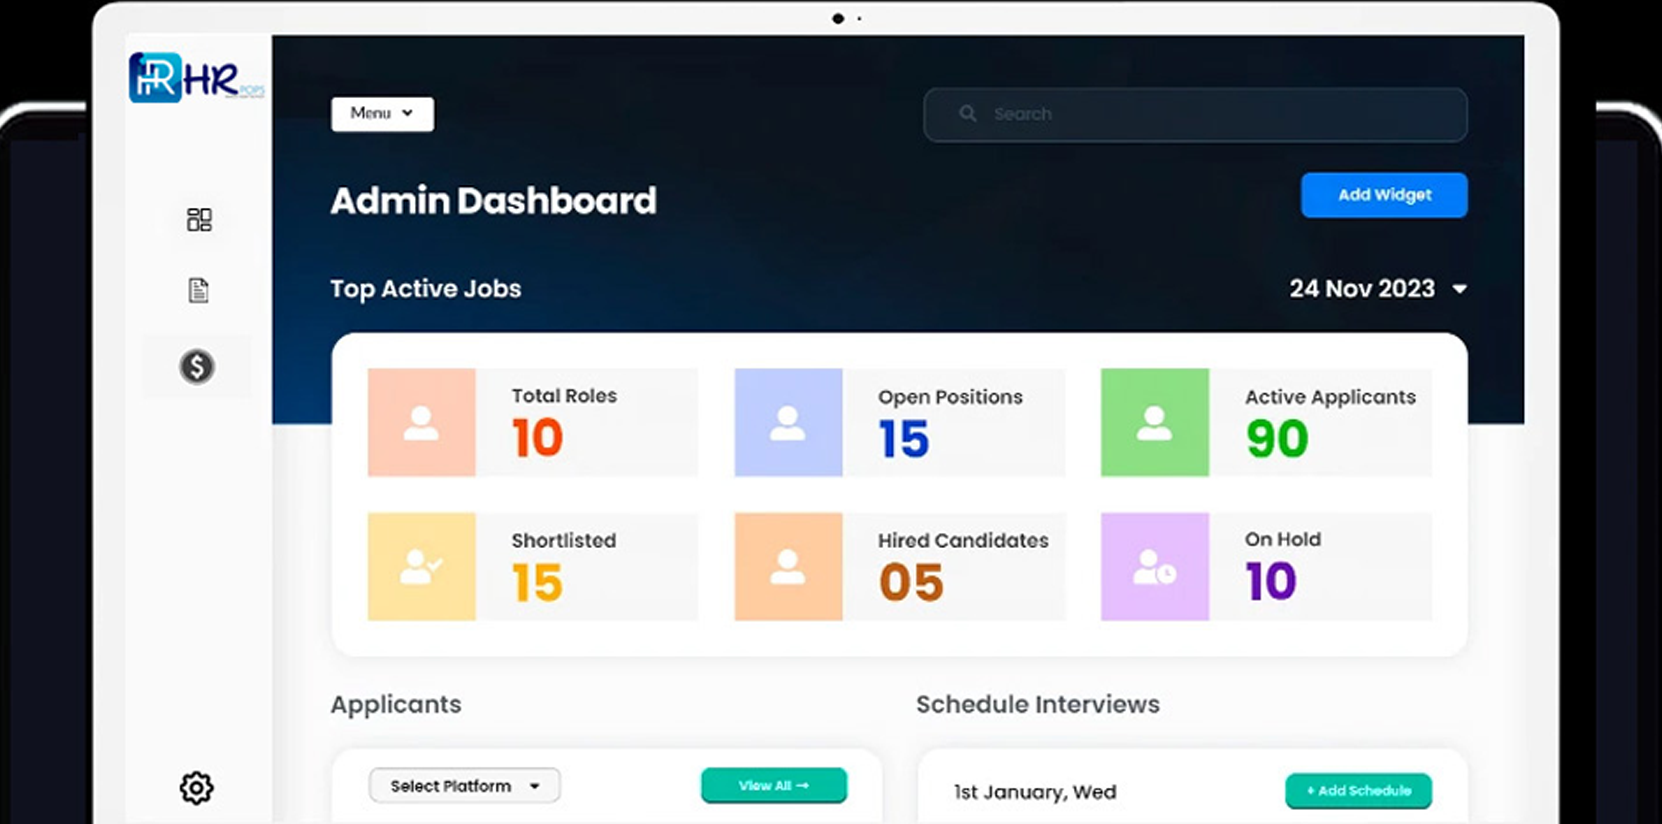 HR HR POPS
Menu
Search
Admin Dashboard
Add Widget
Top Active Jobs
24 Nov 2023
Total Roles
10
Open Positions
15
Active Applicants
90
Shortlisted
15
Hired Candidates
05
On Hold
10
Applicants
Schedule Interviews
Select Platform
View All →
1st January, Wed
+ Add Schedule